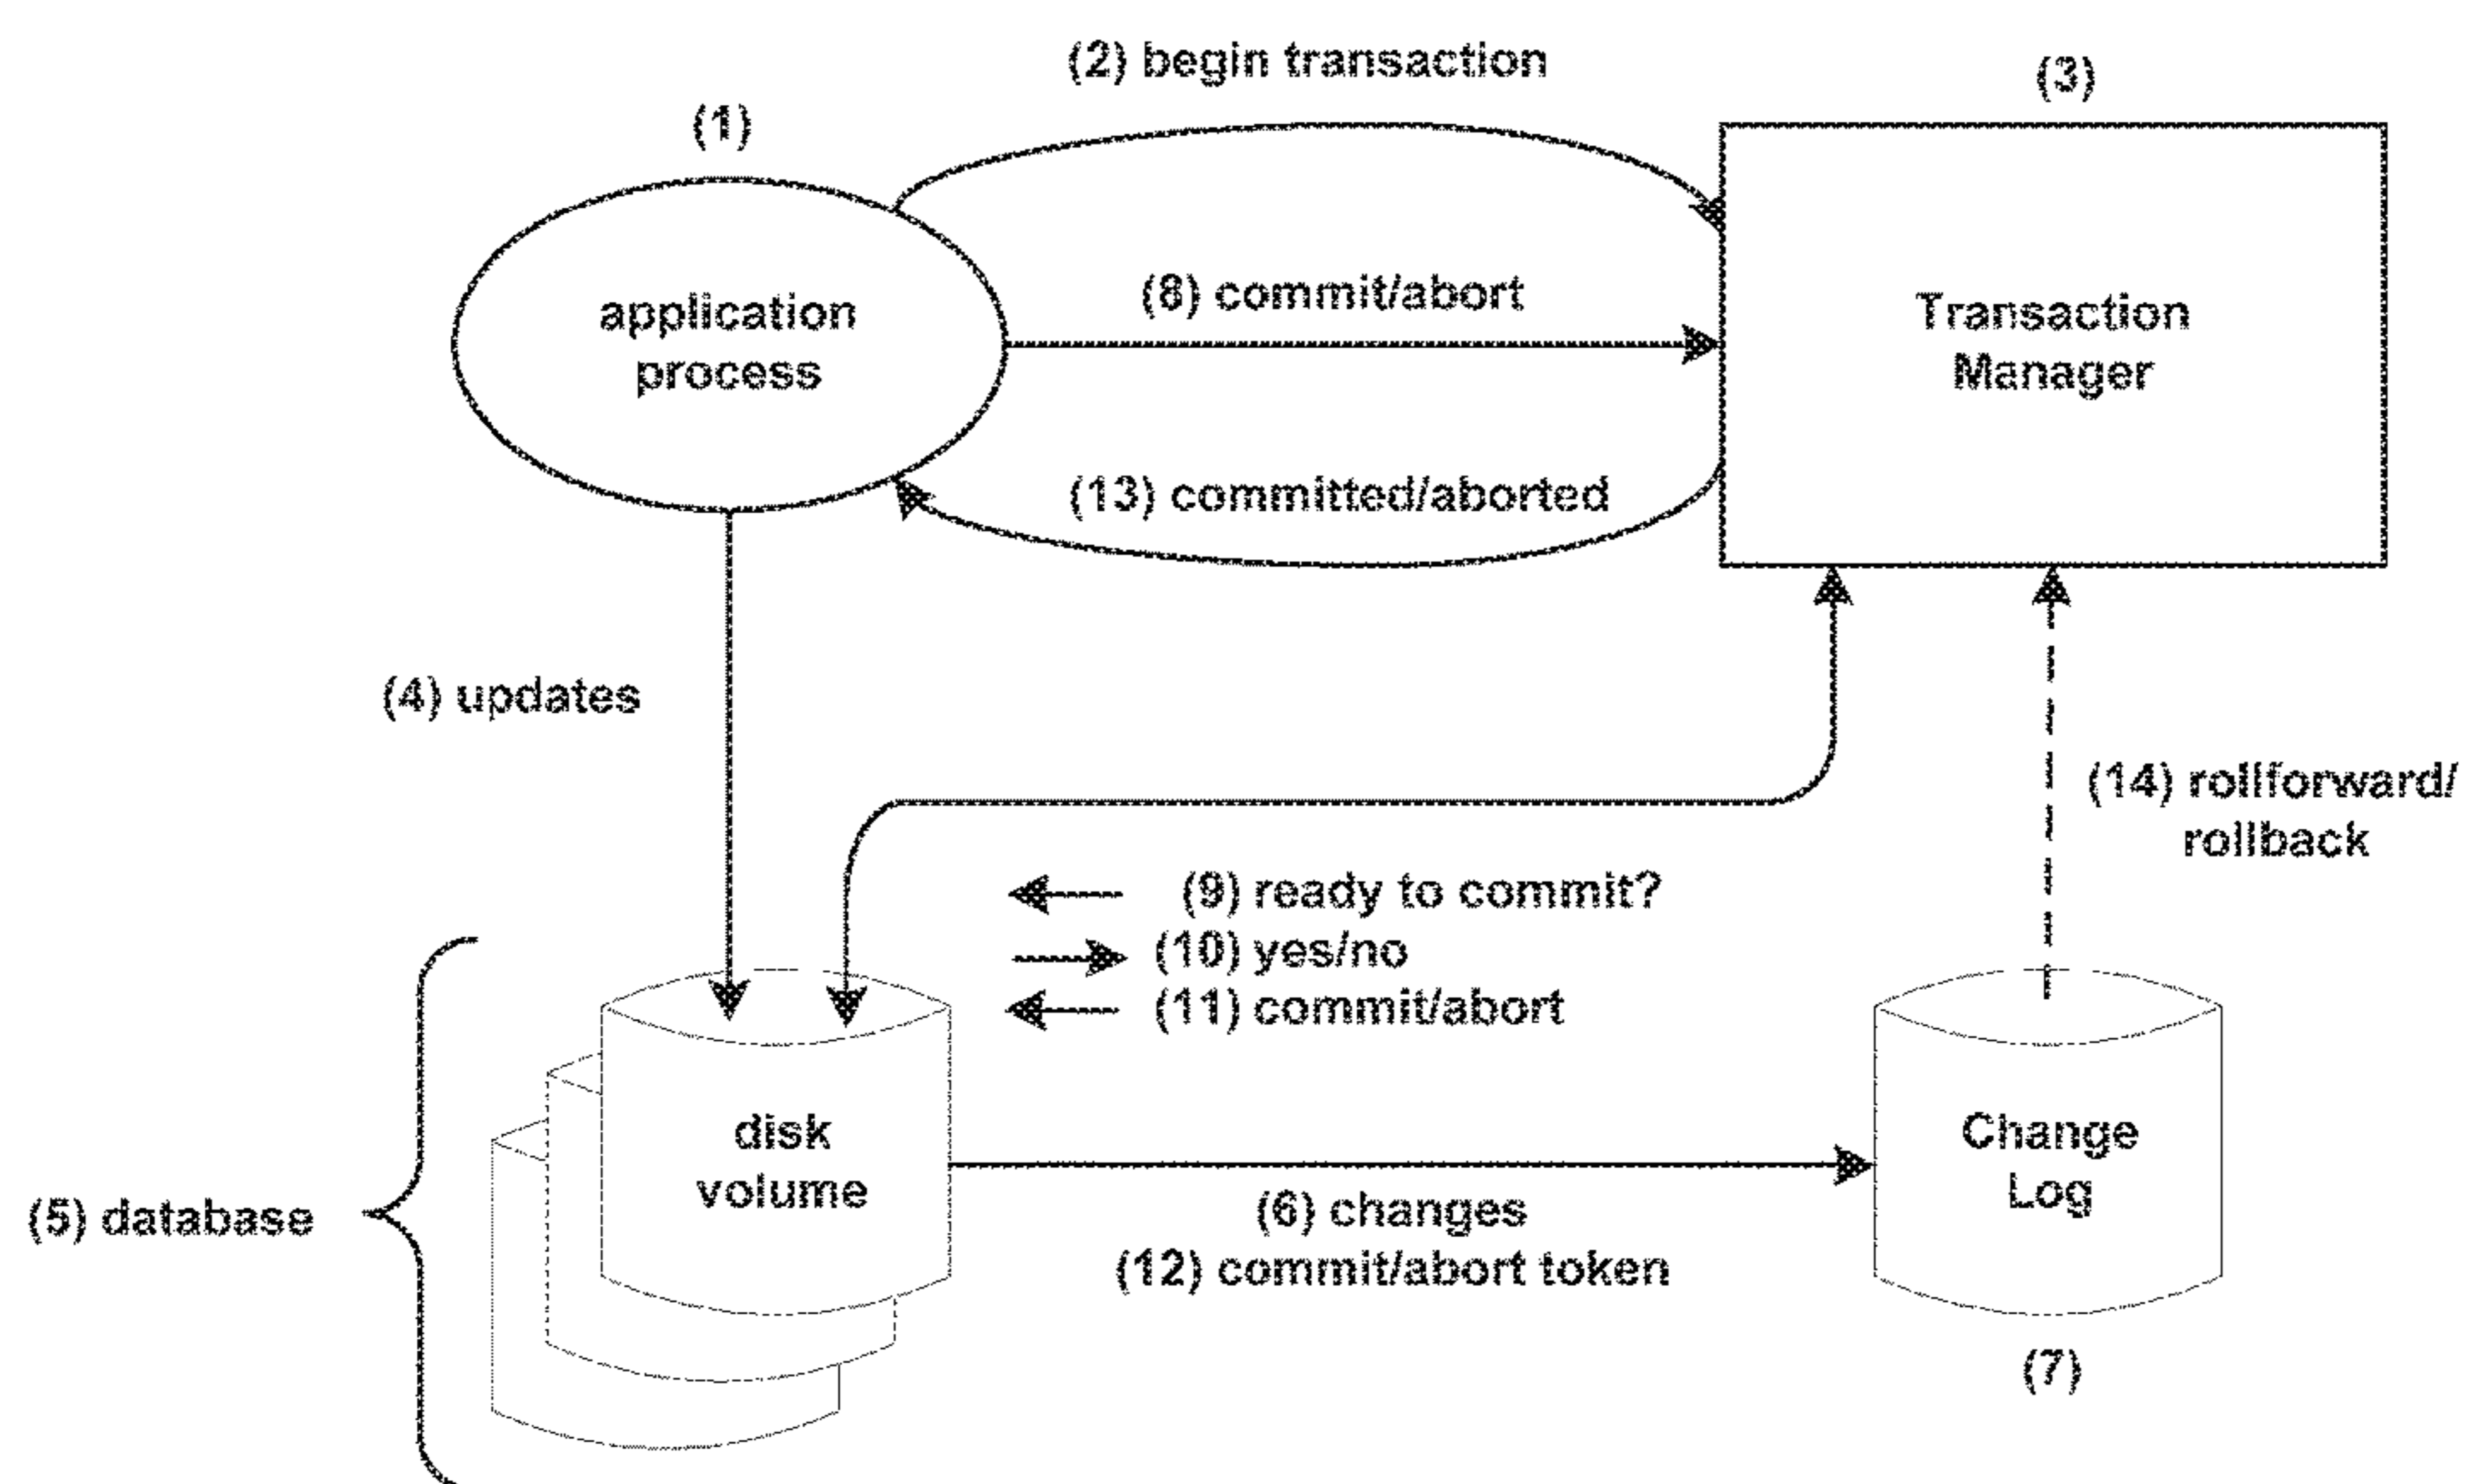 (2) begin transaction
(3)
(1)
(8) commit/abort
application
process
Transaction
Manager
(13) committed/aborted
(4) updates
(14) rollforward/
rollback
(9) ready to commit?
(10) yes/no
(11) commit/abort
disk
volume
Change
Log
(5) database
(6) changes
(12) commit/abort token
(7)